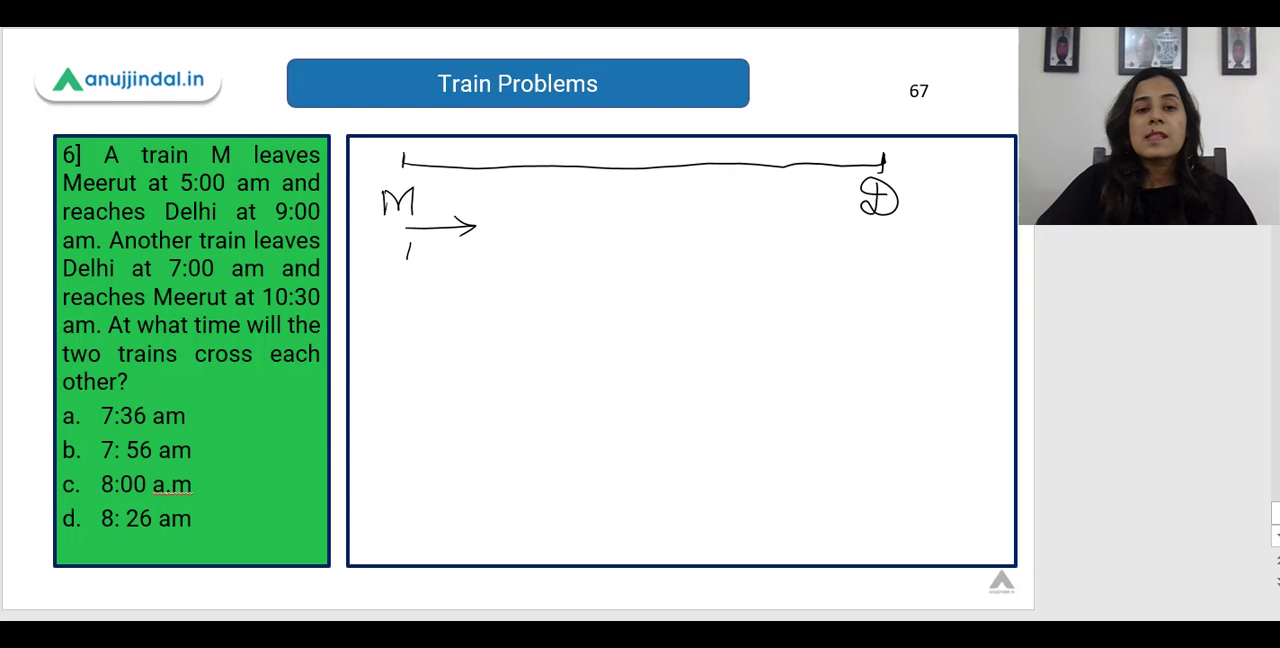 anujjindal.in
Train Problems
67
6] A train M leaves
Meerut at 5:00 am and
reaches Delhi at 9:00
am. Another train leaves
Delhi at 7:00 am and
reaches Meerut at 10:30
am. At what time will the
two trains cross each
other?
a. 7:36 am
b. 7: 56 am
c. 8:00 a.m
d. 8: 26 am
M
D